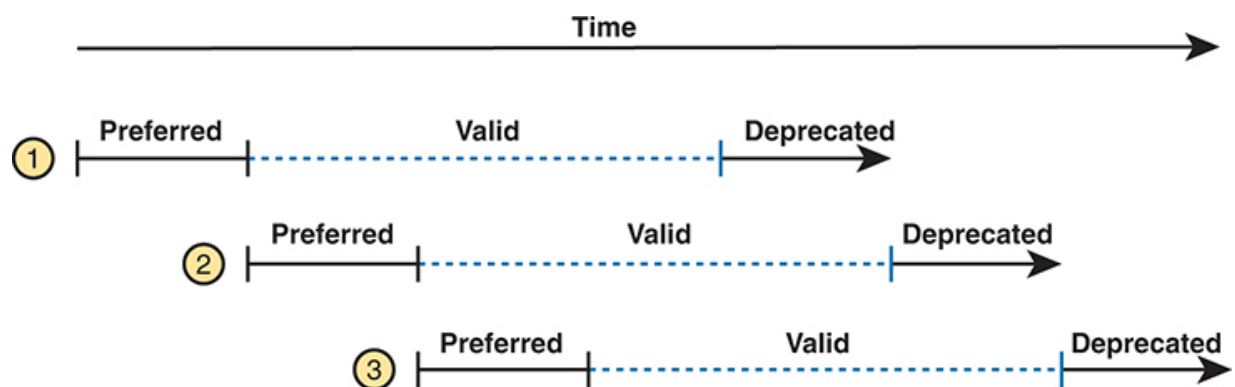 Time
1 Preferred Valid Deprecated
2 Preferred Valid Deprecated
3 Preferred Valid Deprecated